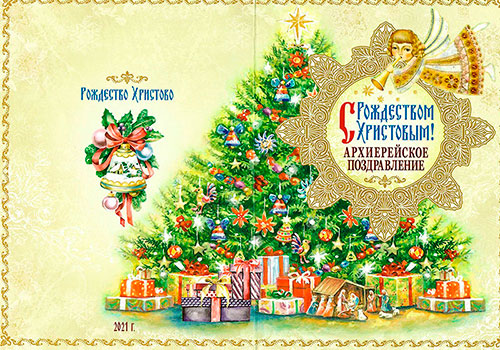 Рождество Христово
2021 г.
С РОЖДЕСТВОМ
ХРИСТОВЫМ!
АРХИЕРЕЙСКОЕ
ПОЗДРАВЛЕНИЕ